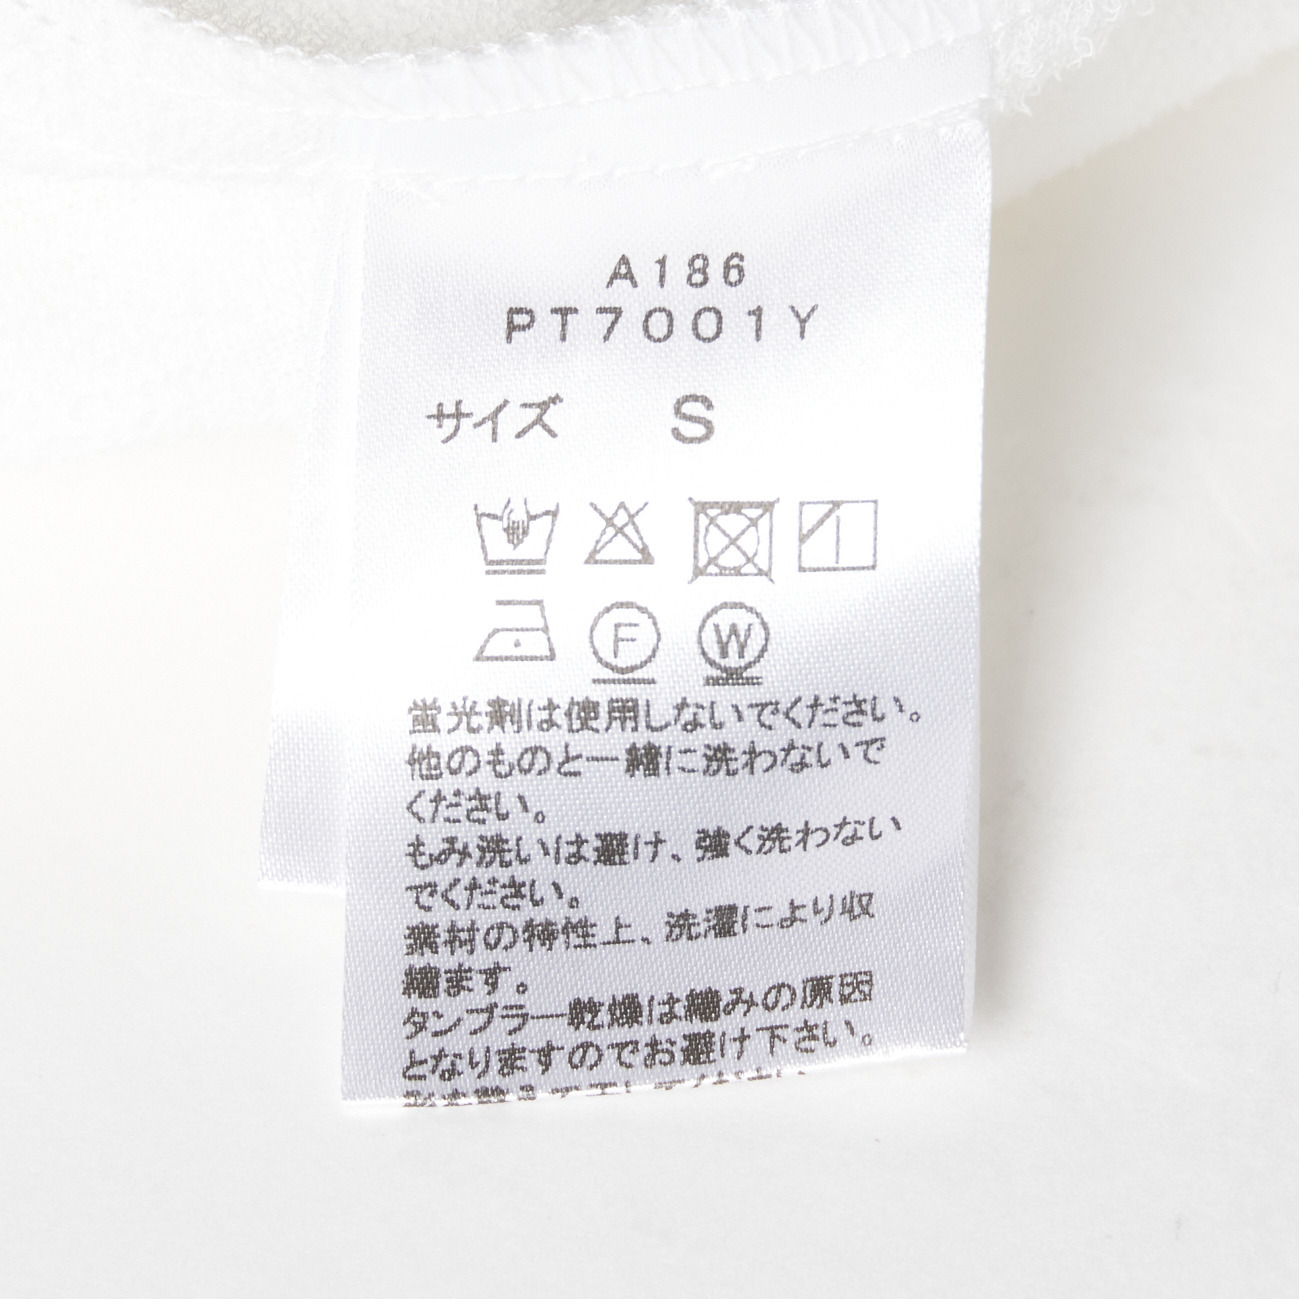 A186
PT7001Y
サイズ S
F W
蛍光剤は使用しないでください。
他のものと一緒に洗わないで
ください。
もみ洗いは避け、強く洗わない
でください。
素材の特性上、洗濯により収
縮ます。
タンブラー乾燥は縮みの原因
となりますのでお避け下さい。